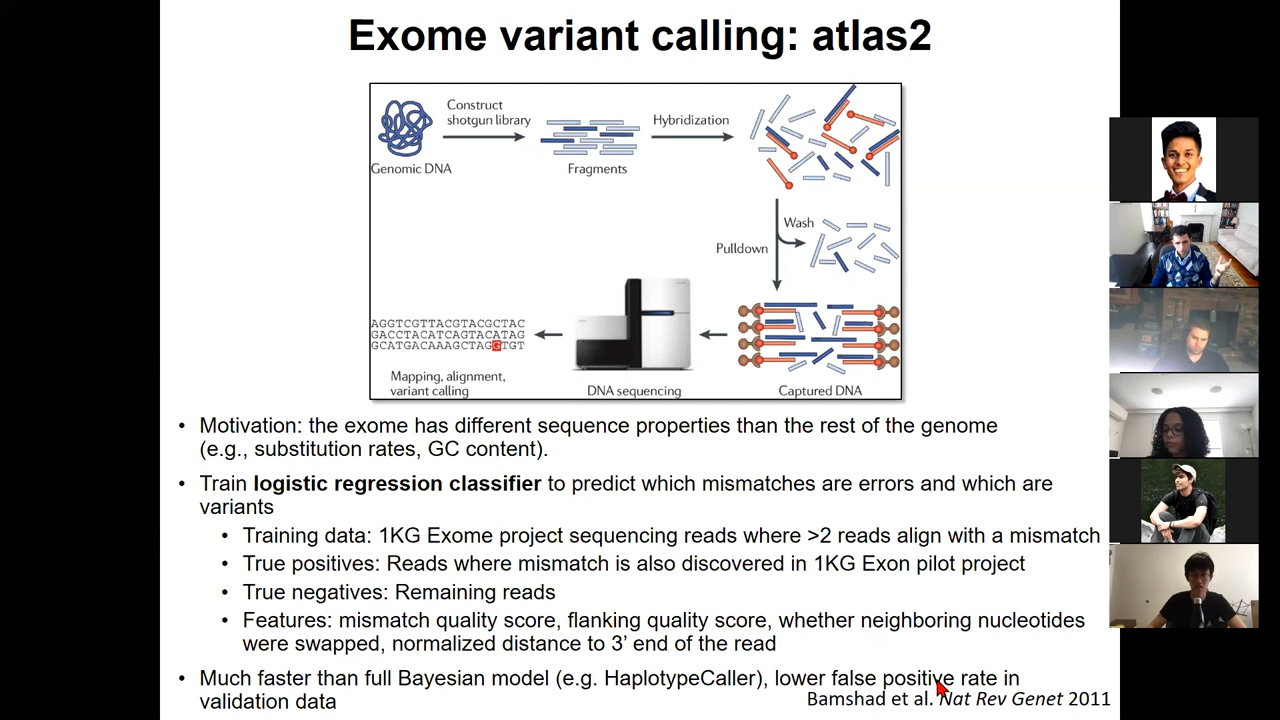 Exome variant calling: atlas2
Construct
shotgun library
Hybridization
Genomic DNA
Fragments
Wash
Pulldown
AGGTCGTTACGTACGCTAC
GACCTACATCAGTACATAG
GCATGACAAAGCTAGGTGT
Mapping, alignment,
variant calling
DNA sequencing
Captured DNA
• Motivation: the exome has different sequence properties than the rest of the genome
(e.g., substitution rates, GC content).
• Train logistic regression classifier to predict which mismatches are errors and which are
variants
• Training data: 1KG Exome project sequencing reads where >2 reads align with a mismatch
• True positives: Reads where mismatch is also discovered in 1KG Exon pilot project
• True negatives: Remaining reads
• Features: mismatch quality score, flanking quality score, whether neighboring nucleotides
were swapped, normalized distance to 3’ end of the read
• Much faster than full Bayesian model (e.g. HaplotypeCaller), lower false positive rate in
validation data
Bamshad et al. Nat Rev Genet 2011